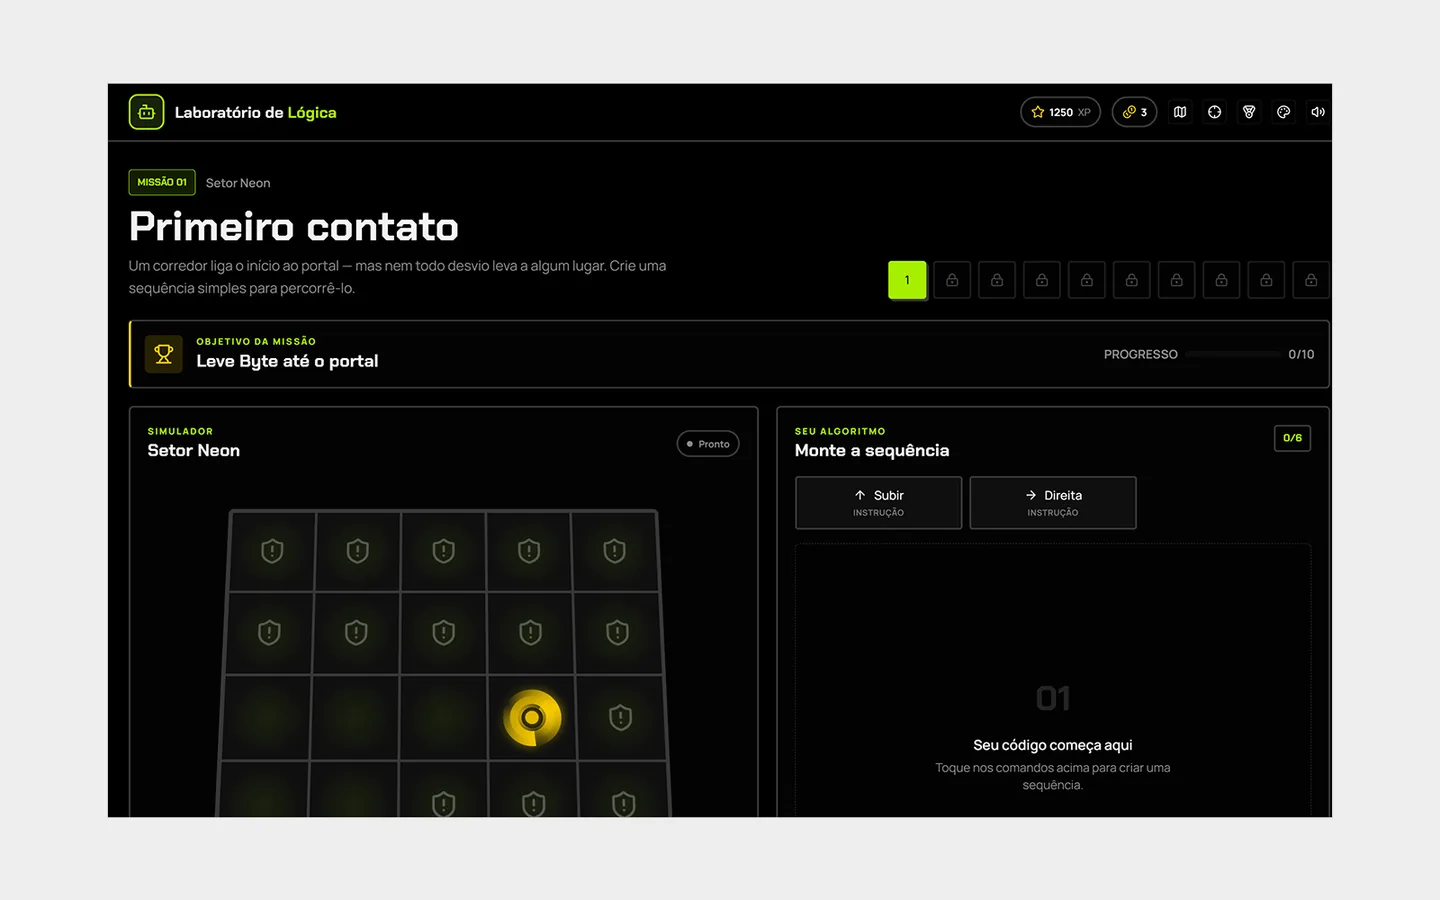 Laboratório de Lógica
1250 XP
3
MISSÃO 01
Setor Neon
Primeiro contato
Um corredor liga o início ao portal — mas nem todo desvio leva a algum lugar. Crie uma
sequência simples para percorrê-lo.
1
OBJETIVO DA MISSÃO
Leve Byte até o portal
PROGRESSO
0/10
SIMULADOR
Setor Neon
Pronto
SEU ALGORITMO
Monte a sequência
0/6
Subir
INSTRUÇÃO
Direita
INSTRUÇÃO
01
Seu código começa aqui
Toque nos comandos acima para criar uma
sequência.